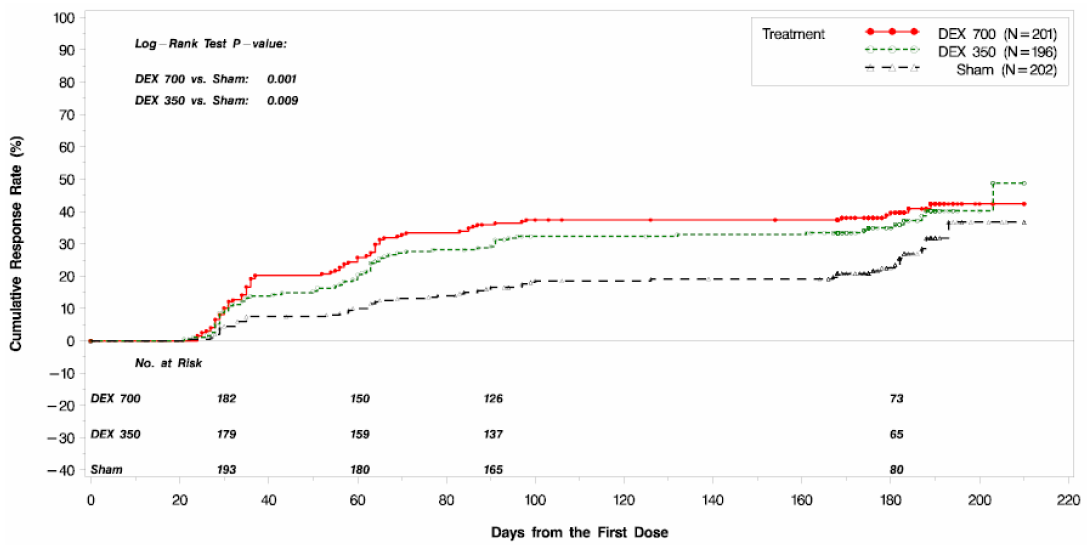 Log-Rank Test P-value:
DEX 700 vs. Sham: 0.001
DEX 350 vs. Sham: 0.009
Treatment
DEX 700 (N=201)
DEX 350 (N=196)
Sham (N=202)
Cumulative Response Rate (%)
100
90
80
70
60
50
40
30
20
10
0
-10
-20
-30
-40
No. at Risk
DEX 700 182 150 126 73
DEX 350 179 159 137 65
Sham 193 180 165 80
0 20 40 60 80 100 120 140 160 180 200 220
Days from the First Dose